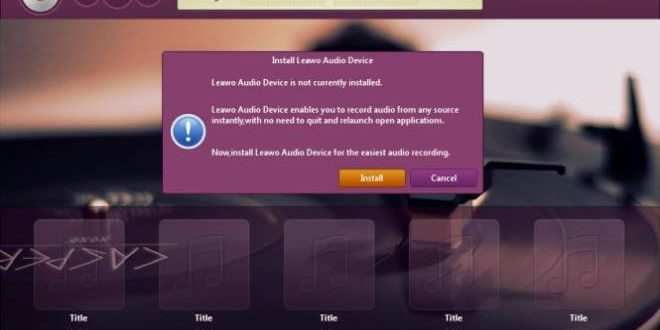 Install Leawo Audio Device
Leawo Audio Device is not currently installed.
Leawo Audio Device enables you to record audio from any source
instantly,with no need to quit and relaunch open applications.
Now,install Leawo Audio Device for the easiest audio recording.
Install Cancel
Title Title Title Title Title